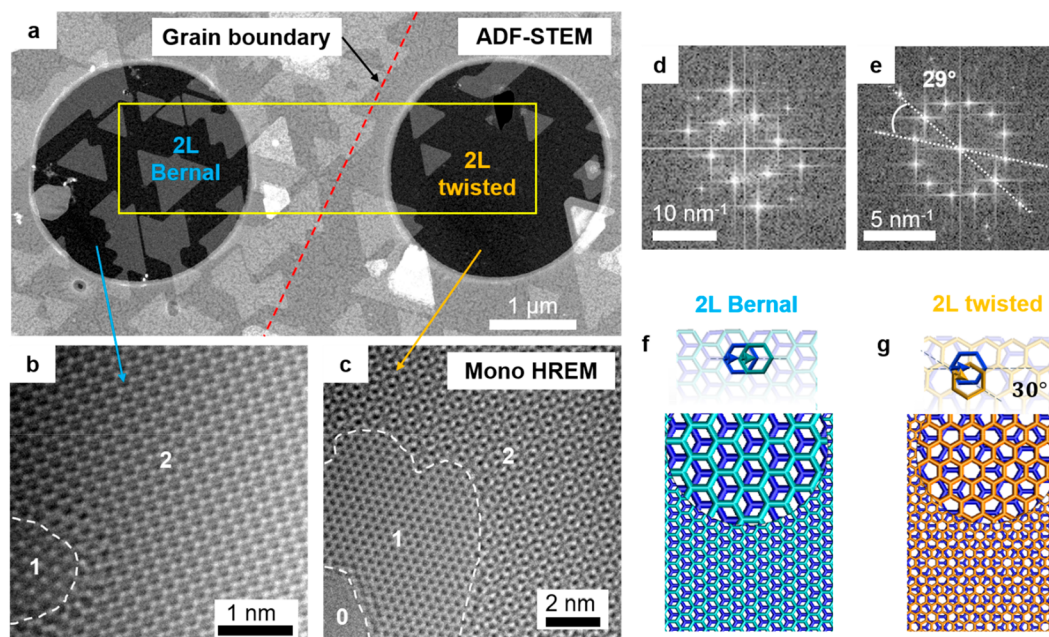 a
Grain boundary
ADF-STEM
2L
Bernal
2L
twisted
1 µm
d
10 nm⁻¹
e
29°
5 nm⁻¹
b
2
1
1 nm
c
Mono HREM
2
1
0
2 nm
2L Bernal
f
2L twisted
g
30°